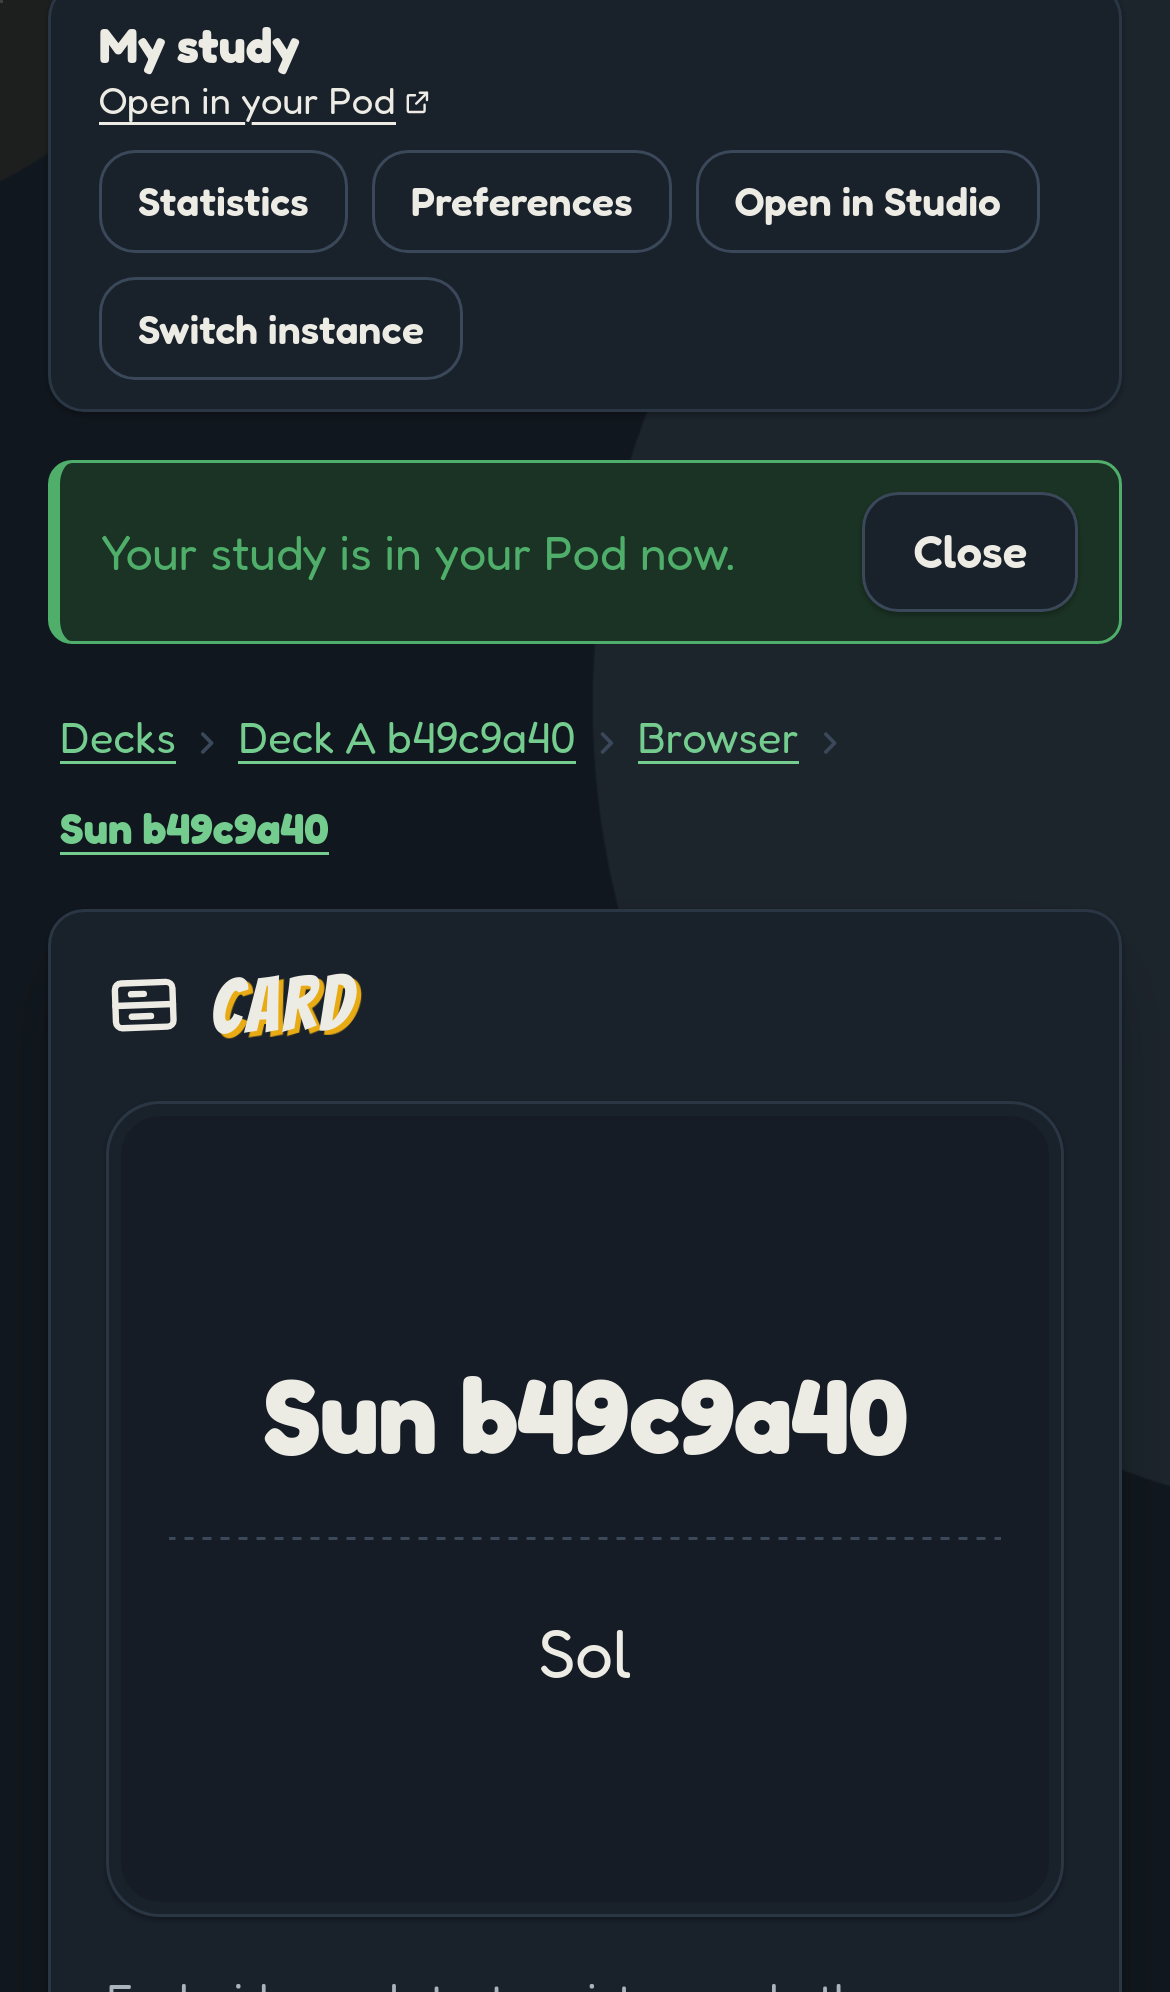 My study
Open in your Pod
Statistics
Preferences
Open in Studio
Switch instance
Your study is in your Pod now.
Close
Decks > Deck A b49c9a40 > Browser >
Sun b49c9a40
CARD
Sun b49c9a40
Sol